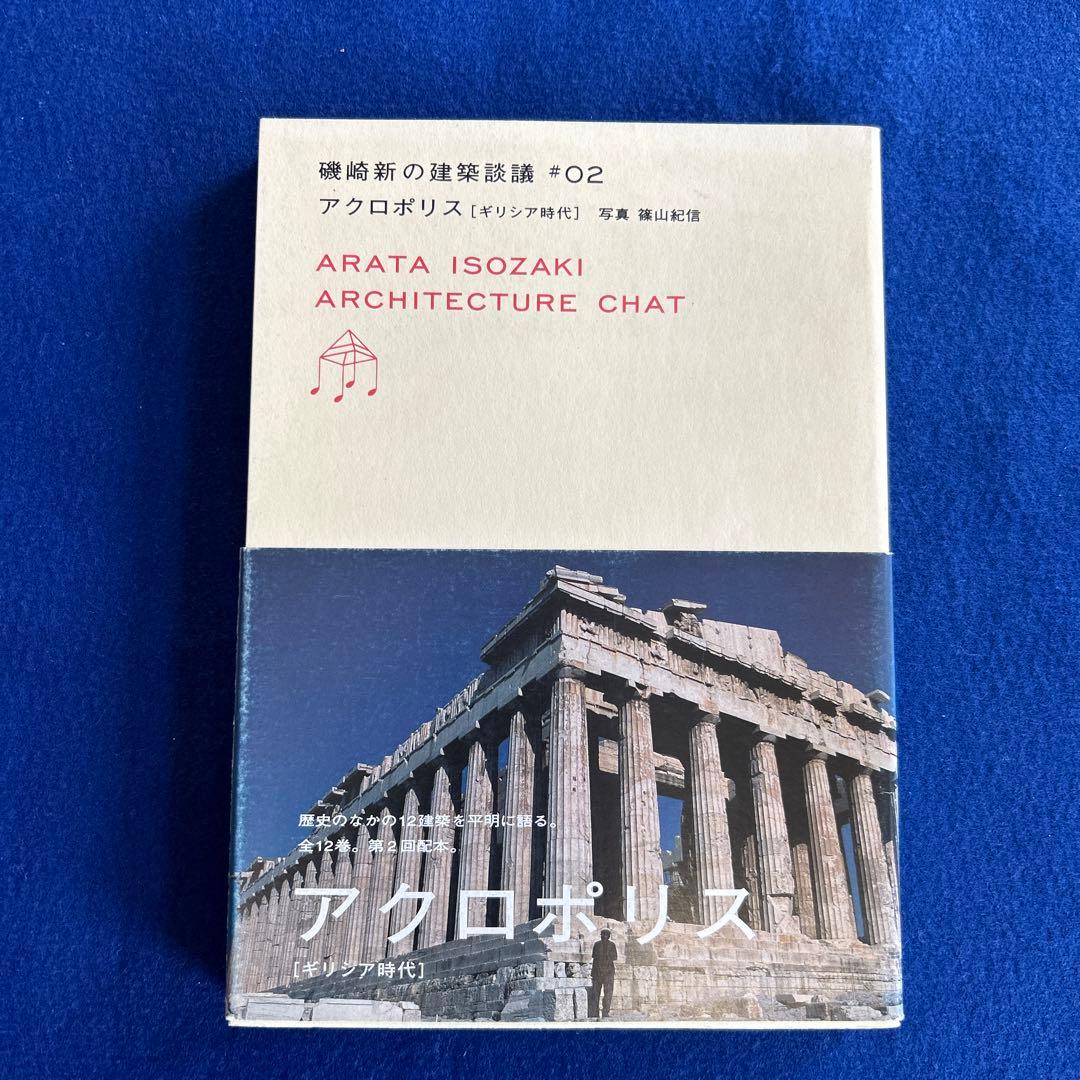 磯崎新の建築談議 #02
アクロポリス [ギリシア時代] 写真 篠山紀信
ARATA ISOZAKI
ARCHITECTURE CHAT
歴史のなかの12建築を平明に語る。
全12巻。第2回配本。
アクロポリス
[ギリシア時代]